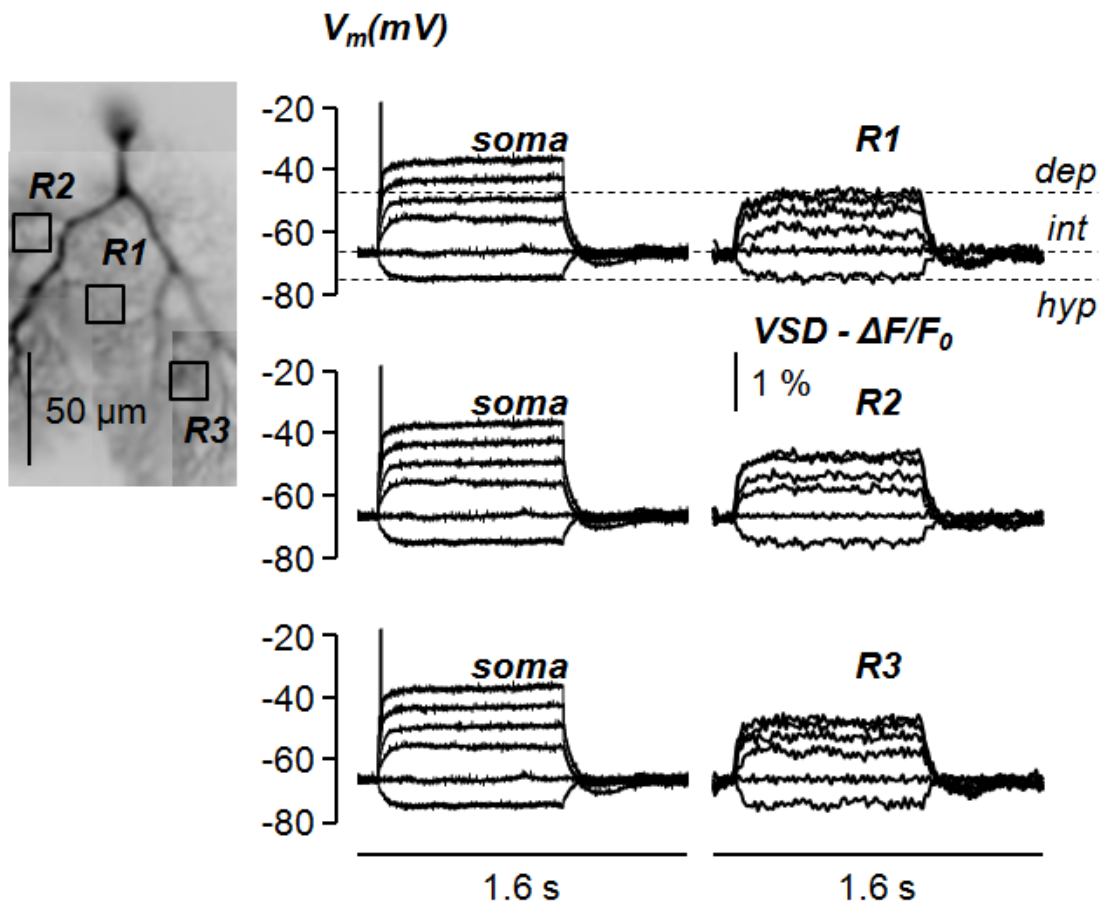 Vm(mV)
-20
-40
-60
-80
soma
R1
dep
int
hyp
R2
R1
R3
50 µm
VSD - ΔF/F0
1 %
-20
-40
-60
-80
soma
R2
-20
-40
-60
-80
soma
R3
1.6 s
1.6 s